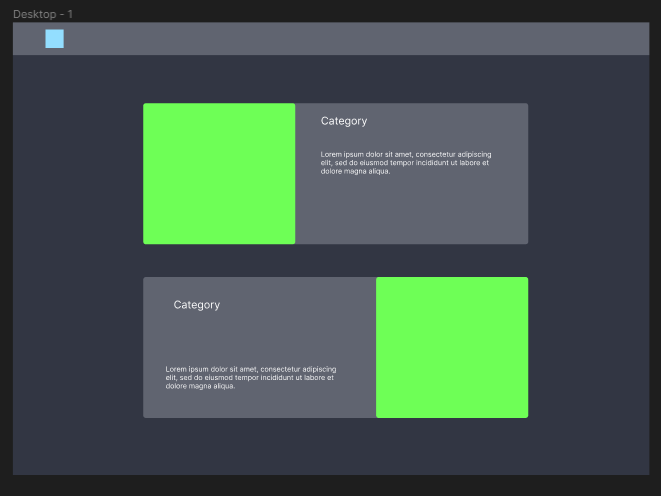 Desktop - 1
Category
Lorem ipsum dolor sit amet, consectetur adipiscing
elit, sed do eiusmod tempor incididunt ut labore et
dolore magna aliqua.
Category
Lorem ipsum dolor sit amet, consectetur adipiscing
elit, sed do eiusmod tempor incididunt ut labore et
dolore magna aliqua.